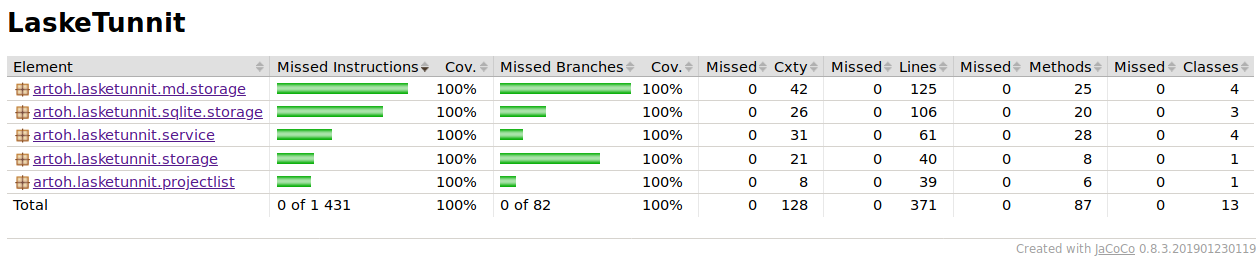 LaskeTunnit
Element Missed Instructions Cov. Missed Branches Cov. Missed Cxty Missed Lines Missed Methods Missed Classes
artoh.lasketunnit.md.storage 100% 100% 0 42 0 125 0 25 0 4
artoh.lasketunnit.sqlite.storage 100% 100% 0 26 0 106 0 20 0 3
artoh.lasketunnit.service 100% 100% 0 31 0 61 0 28 0 4
artoh.lasketunnit.storage 100% 100% 0 21 0 40 0 8 0 1
artoh.lasketunnit.projectlist 100% 100% 0 8 0 39 0 6 0 1
Total 0 of 1 431 100% 0 of 82 100% 0 128 0 371 0 87 0 13
Created with JaCoCo 0.8.3.201901230119